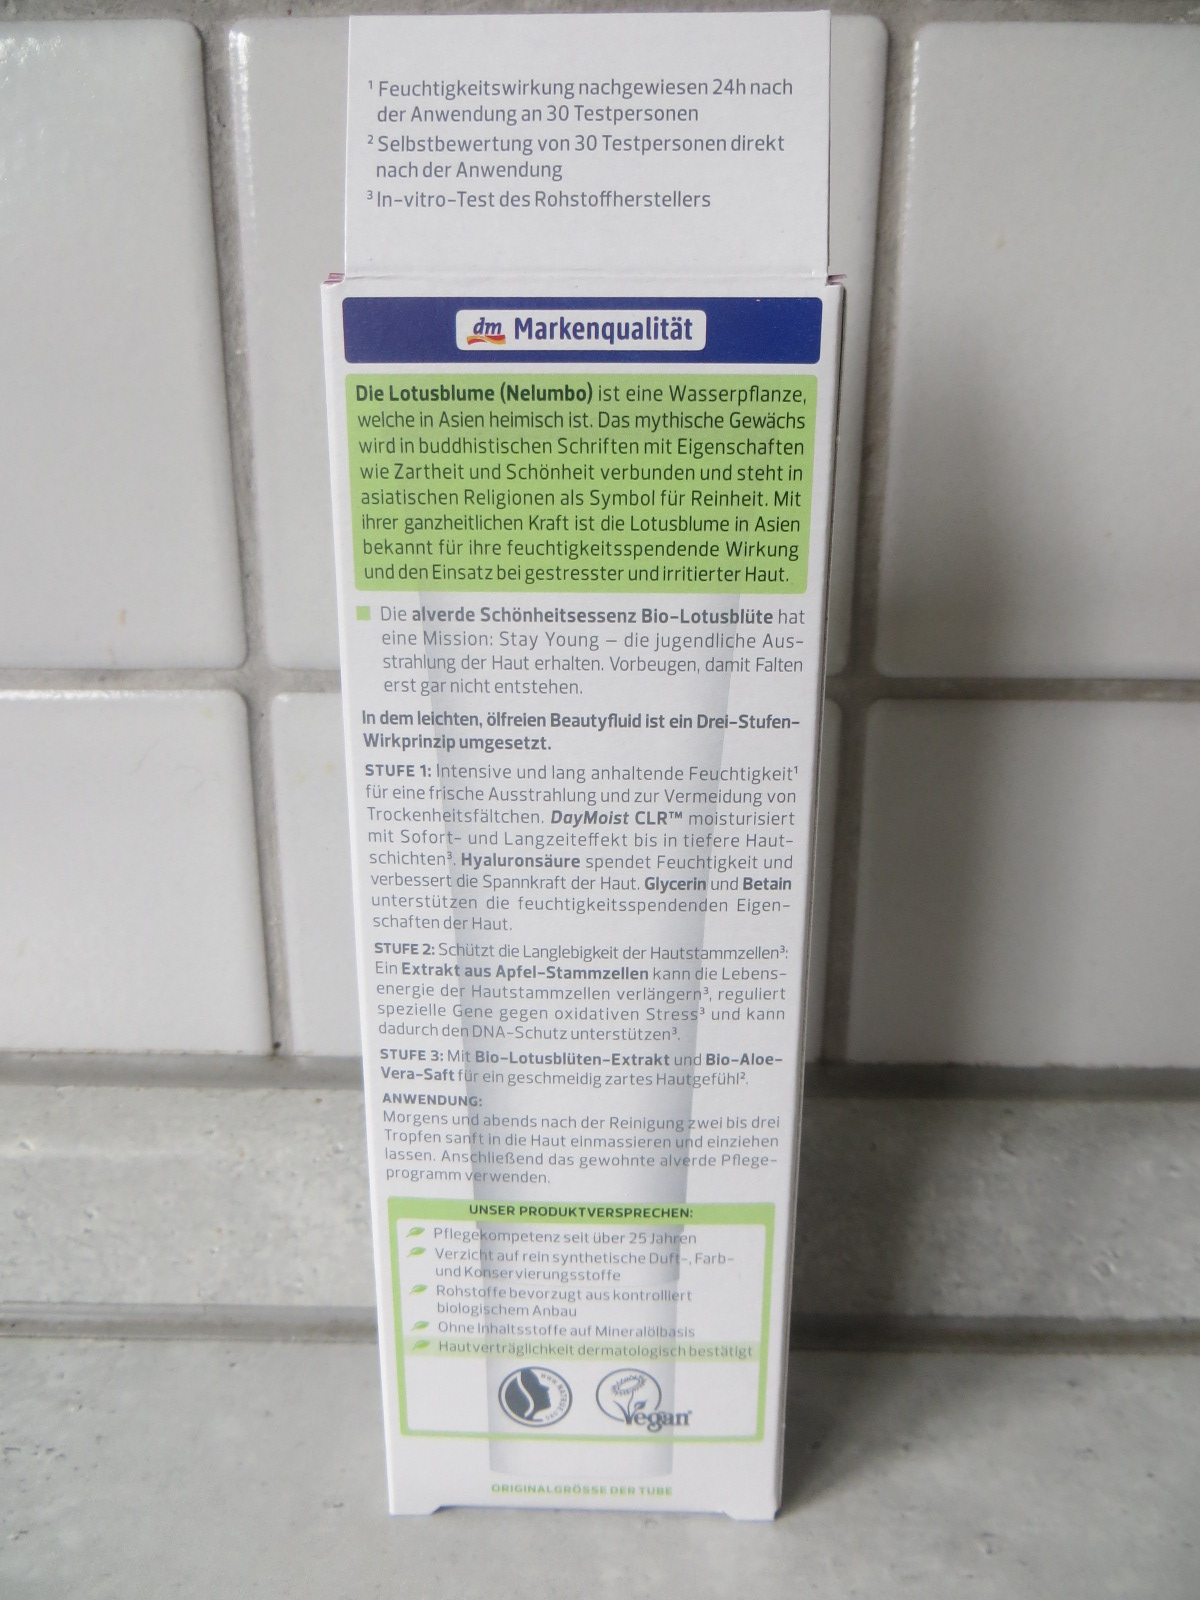 ¹ Feuchtigkeitswirkung nachgewiesen 24h nach
der Anwendung an 30 Testpersonen
² Selbstbewertung von 30 Testpersonen direkt
nach der Anwendung
³ In-vitro-Test des Rohstoffherstellers
dm Markenqualität
Die Lotusblume (Nelumbo) ist eine Wasserpflanze,
welche in Asien heimisch ist. Das mythische Gewächs
wird in buddhistischen Schriften mit Eigenschaften
wie Zartheit und Schönheit verbunden und steht in
asiatischen Religionen als Symbol für Reinheit. Mit
ihrer ganzheitlichen Kraft ist die Lotusblume in Asien
bekannt für ihre feuchtigkeitsspendende Wirkung
und den Einsatz bei gestresster und irritierter Haut.
Die alverde Schönheitsessenz Bio-Lotusblüte hat
eine Mission: Stay Young – die jugendliche Aus-
strahlung der Haut erhalten. Vorbeugen, damit Falten
erst gar nicht entstehen.
In dem leichten, ölfreien Beautyfluid ist ein Drei-Stufen-
Wirkprinzip umgesetzt.
STUFE 1: Intensive und lang anhaltende Feuchtigkeit¹
für eine frische Ausstrahlung und zur Vermeidung von
Trockenheitsfältchen. DayMoist CLR™ moisturisiert
mit Sofort- und Langzeiteffekt bis in tiefere Haut-
schichten³. Hyaluronsäure spendet Feuchtigkeit und
verbessert die Spannkraft der Haut. Glycerin und Betain
unterstützen die feuchtigkeitsspendenden Eigen-
schaften der Haut.
STUFE 2: Schützt die Langlebigkeit der Hautstammzellen³:
Ein Extrakt aus Apfel-Stammzellen kann die Lebens-
energie der Hautstammzellen verlängern³, reguliert
spezielle Gene gegen oxidativen Stress³ und kann
dadurch den DNA-Schutz unterstützen³.
STUFE 3: Mit Bio-Lotusblüten-Extrakt und Bio-Aloe-
Vera-Saft für ein geschmeidig zartes Hautgefühl².
ANWENDUNG:
Morgens und abends nach der Reinigung zwei bis drei
Tropfen sanft in die Haut einmassieren und einziehen
lassen. Anschließend das gewohnte alverde Pflege-
programm verwenden.
UNSER PRODUKTVERSPRECHEN:
Pflegekompetenz seit über 25 Jahren
Verzicht auf rein synthetische Duft-, Farb-
und Konservierungsstoffe
Rohstoffe bevorzugt aus kontrolliert
biologischem Anbau
Ohne Inhaltsstoffe auf Mineralölbasis
Hautverträglichkeit dermatologisch bestätigt
Vegan
ORIGINALGRÖSSE DER TUBE